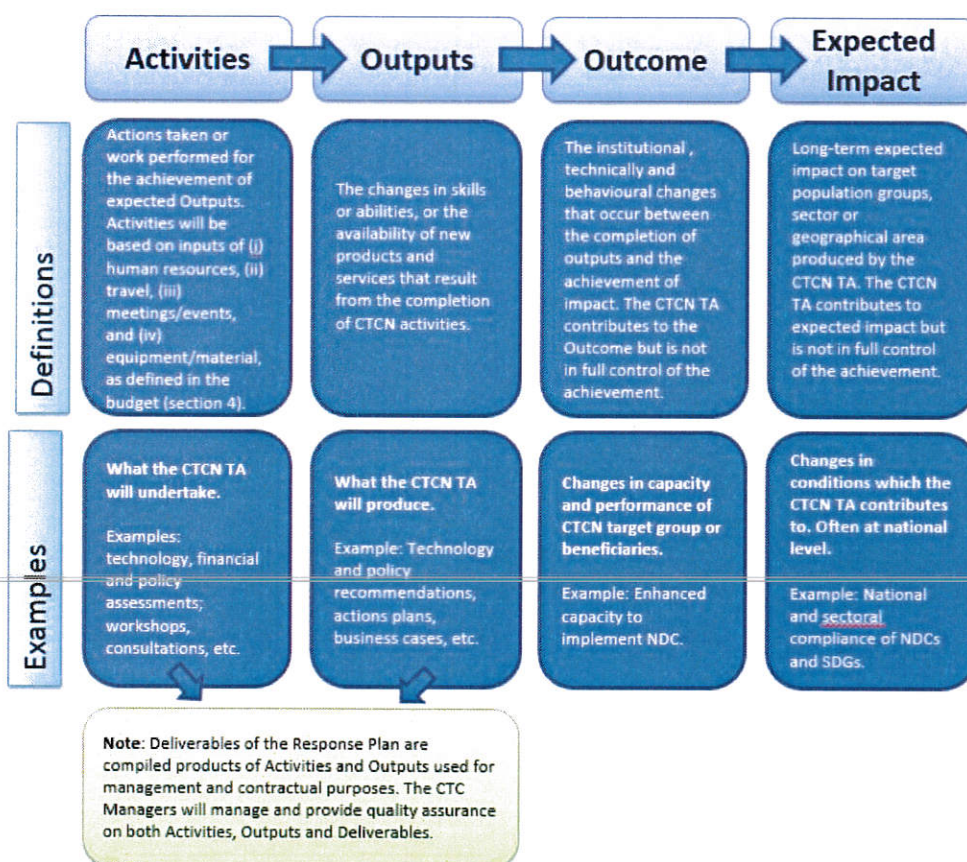 Activities
Outputs
Outcome
Expected
Impact
Definitions
Actions taken or
work performed for
the achievement of
expected Outputs.
Activities will be
based on inputs of (i)
human resources, (ii)
travel, (iii)
meetings/events,
and (iv)
equipment/material,
as defined in the
budget (section 4).
The changes in skills
or abilities, or the
availability of new
products and
services that result
from the completion
of CTCN activities.
The institutional ,
technically and
behavioural changes
that occur between
the completion of
outputs and the
achievement of
impact. The CTCN TA
contributes to the
Outcome but is not
in full control of the
achievement.
Long-term expected
impact on target
population groups,
sector or
geographical area
produced by the
CTCN TA. The CTCN
TA contributes to
expected impact but
is not in full control
of the achievement.
Examples
What the CTCN TA
will undertake.
Examples:
technology, financial
and policy
assessments;
workshops,
consultations, etc.
What the CTCN TA
will produce.
Example: Technology
and policy
recommendations,
actions plans,
business cases, etc.
Changes in capacity
and performance of
CTCN target group or
beneficiaries.
Example: Enhanced
capacity to
implement NDC.
Changes in
conditions which the
CTCN TA contributes
to. Often at national
level.
Example: National
and sectoral
compliance of NDCs
and SDGs.
Note: Deliverables of the Response Plan are
compiled products of Activities and Outputs used for
management and contractual purposes. The CTC
Managers will manage and provide quality assurance
on both Activities, Outputs and Deliverables.